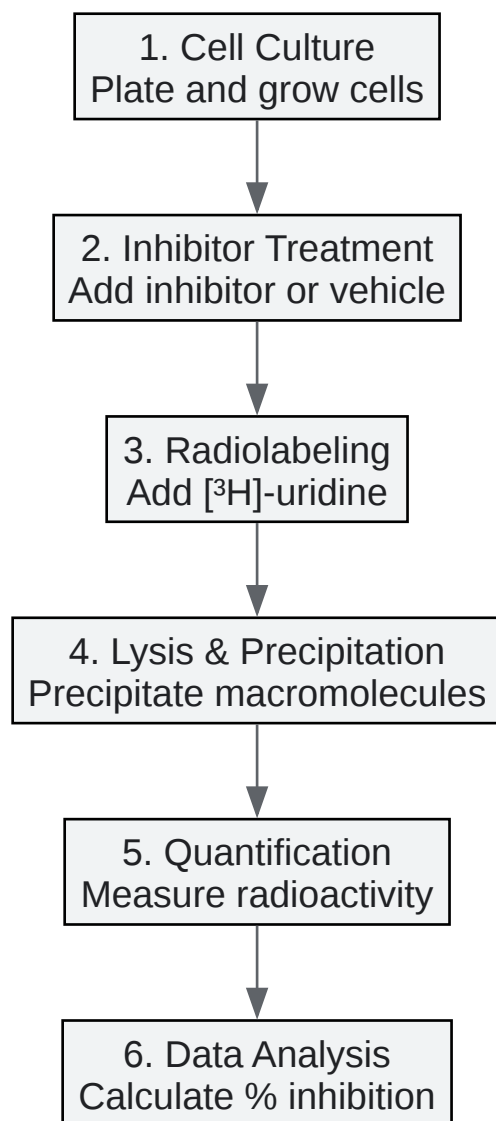 1. Cell Culture
Plate and grow cells
2. Inhibitor Treatment
Add inhibitor or vehicle
3. Radiolabeling
Add [³H]-uridine
4. Lysis & Precipitation
Precipitate macromolecules
5. Quantification
Measure radioactivity
6. Data Analysis
Calculate % inhibition